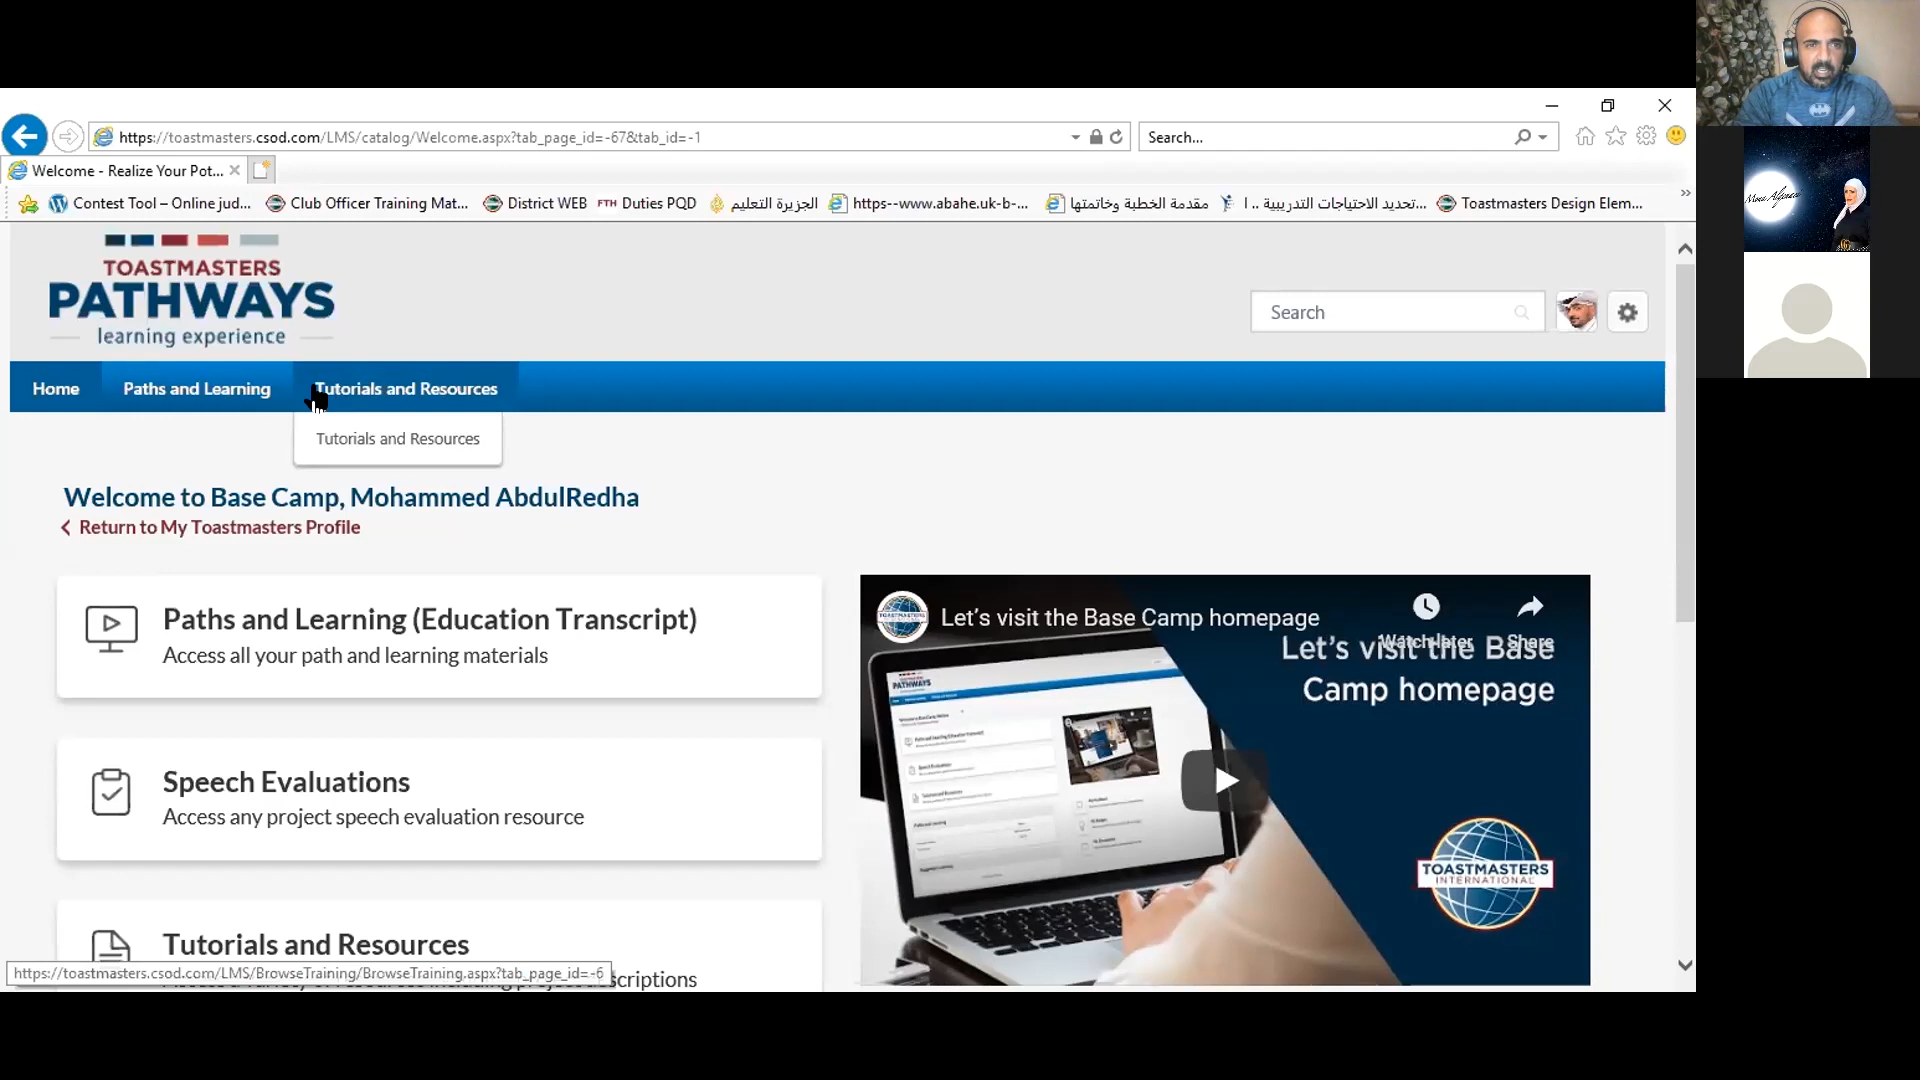 https://toastmasters.csod.com/LMS/catalog/Welcome.aspx?tab_page_id=-67&tab_id=-1
Search...
Welcome - Realize Your Pot...
Contest Tool – Online jud...
Club Officer Training Mat...
District WEB
FTH Duties PQD
الجزيرة التعليم
https--www.abahe.uk-b-...
مقدمة الخطبة وخاتمتها
تحديد الاحتياجات التدريبية .. ا...
Toastmasters Design Elem...
TOASTMASTERS
PATHWAYS
learning experience
Search
Home
Paths and Learning
Tutorials and Resources
Tutorials and Resources
Welcome to Base Camp, Mohammed AbdulRedha
Return to My Toastmasters Profile
Paths and Learning (Education Transcript)
Access all your path and learning materials
Speech Evaluations
Access any project speech evaluation resource
Tutorials and Resources
scriptions
https://toastmasters.csod.com/LMS/BrowseTraining/BrowseTraining.aspx?tab_page_id=-6
Let's visit the Base Camp homepage
Watch later
Share
Let's visit the Base
Camp homepage
PATHWAYS
TOASTMASTERS
INTERNATIONAL